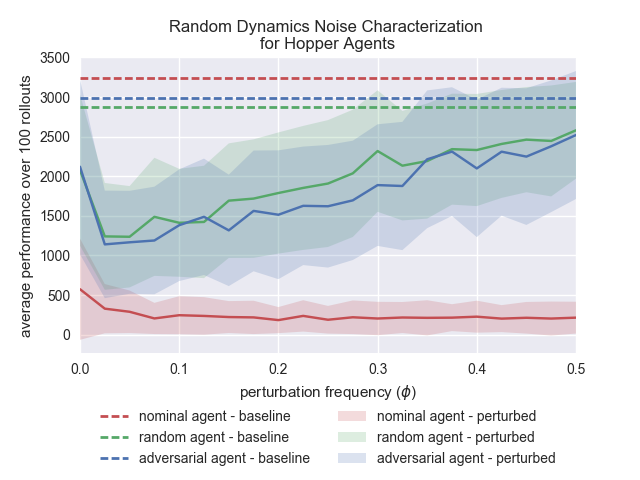 Random Dynamics Noise Characterization
for Hopper Agents
average performance over 100 rollouts
3500
3000
2500
2000
1500
1000
500
0
0.0 0.1 0.2 0.3 0.4 0.5
perturbation frequency (ϕ)
nominal agent - baseline
random agent - baseline
adversarial agent - baseline
nominal agent - perturbed
random agent - perturbed
adversarial agent - perturbed